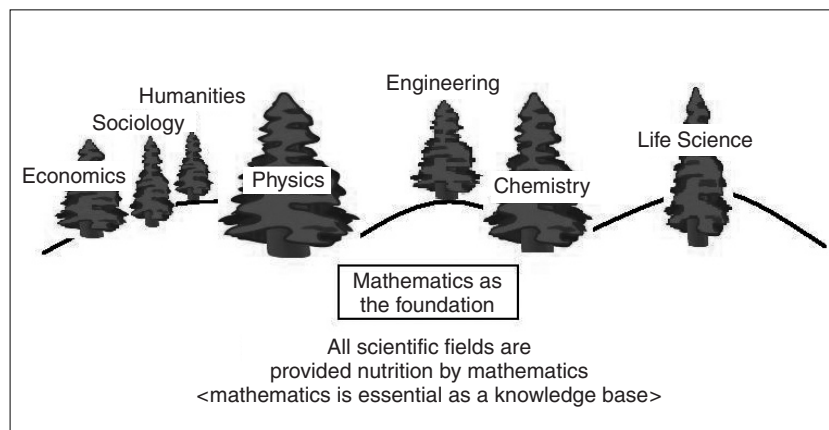 Humanities
Sociology
Economics
Physics
Engineering
Chemistry
Life Science
Mathematics as
the foundation
All scientific fields are
provided nutrition by mathematics
<mathematics is essential as a knowledge base>